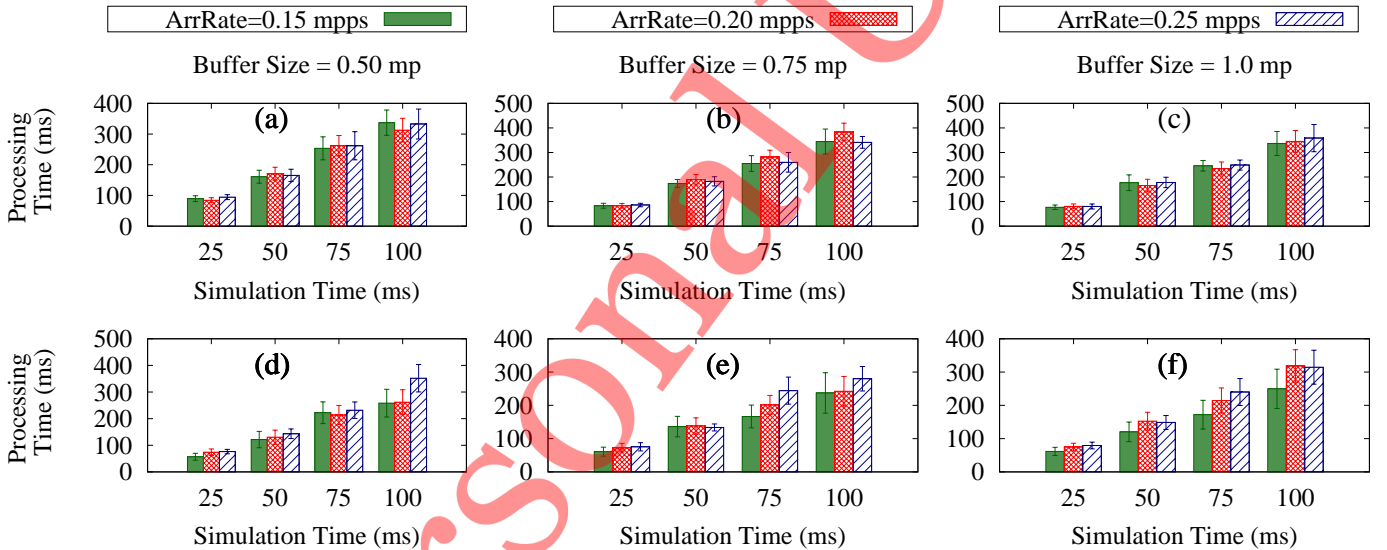 ArrRate=0.15 mpps ArrRate=0.20 mpps ArrRate=0.25 mpps
Buffer Size = 0.50 mp Buffer Size = 0.75 mp Buffer Size = 1.0 mp
Processing
Time (ms)
400
300
200
100
0
(a)
25 50 75 100
Simulation Time (ms)
500
400
300
200
100
0
(b)
25 50 75 100
Simulation Time (ms)
500
400
300
200
100
0
(c)
25 50 75 100
Simulation Time (ms)
Processing
Time (ms)
500
400
300
200
100
0
(d)
25 50 75 100
Simulation Time (ms)
400
300
200
100
0
(e)
25 50 75 100
Simulation Time (ms)
400
300
200
100
0
(f)
25 50 75 100
Simulation Time (ms)
rsonal